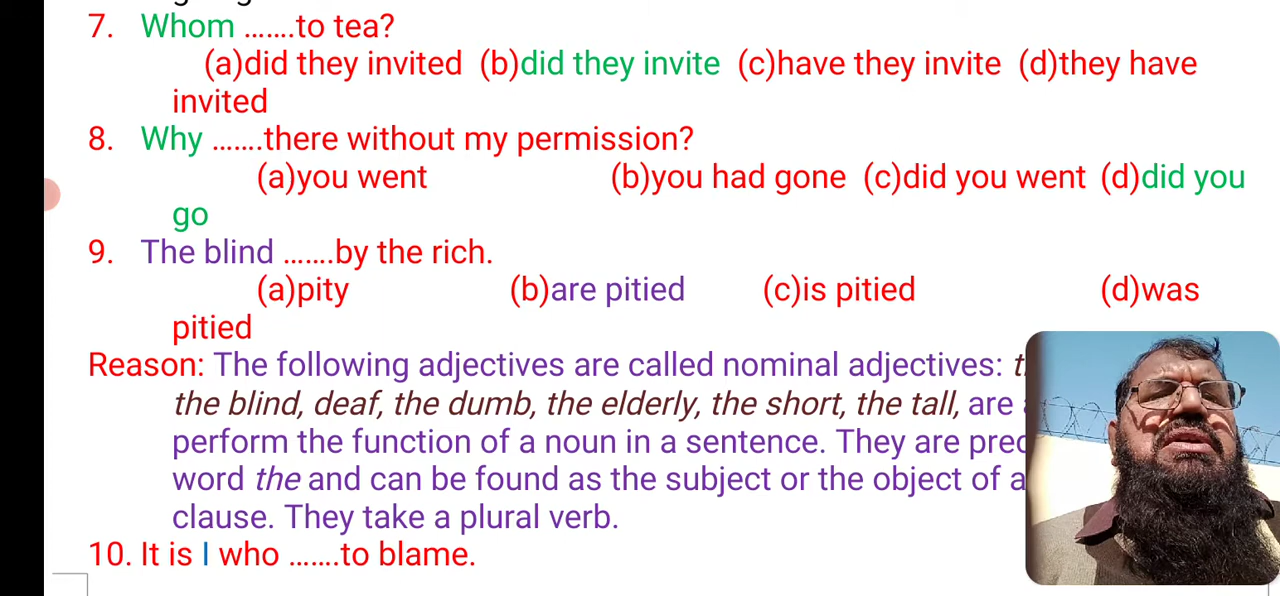 7. Whom .......to tea?
(a)did they invited (b)did they invite (c)have they invite (d)they have
invited
8. Why .......there without my permission?
(a)you went (b)you had gone (c)did you went (d)did you
go
9. The blind .......by the rich.
(a)pity (b)are pitied (c)is pitied (d)was
pitied
Reason: The following adjectives are called nominal adjectives:
the blind, deaf, the dumb, the elderly, the short, the tall, are
perform the function of a noun in a sentence. They are
word the and can be found as the subject or the object of a
clause. They take a plural verb.
10. It is I who .......to blame.